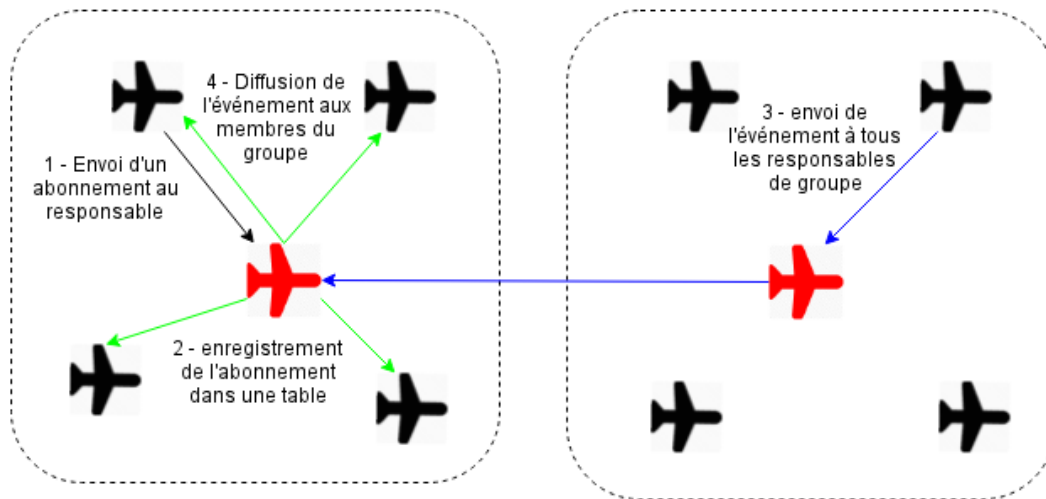 4 - Diffusion de
l'événement aux
membres du
groupe
1 - Envoi d'un
abonnement au
responsable
2 - enregistrement
de l'abonnement
dans une table
3 - envoi de
l'événement à tous
les responsables
de groupe